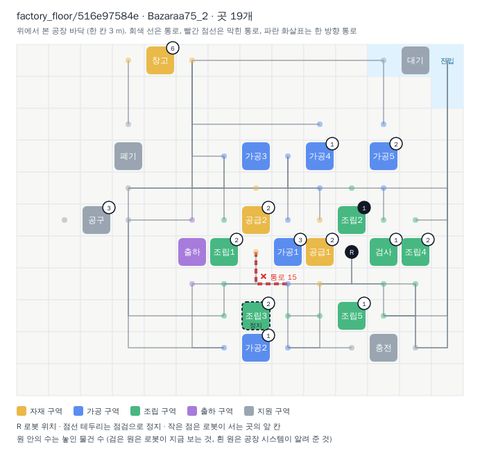 factory_floor/516e97584e · Bazaraa75_2 · 곳 19개
위에서 본 공장 바닥 (한 칸 3 m). 회색 선은 통로, 빨간 점선은 막힌 통로, 파란 화살표는 한 방향 통로
창고 6
대기
전립
폐기
가공3
가공4 1
가공5 2
공구 3
공급2 2
조립2 1
출하
조립1 2
가공1 3
공급1 2
R
검사 1
조립4 2
✖ 통로 15
조립3 2
정지
조립5 1
가공2 1
충전
자재 구역
가공 구역
조립 구역
출하 구역
지원 구역
R 로봇 위치 · 점선 테두리는 점검으로 정지 · 작은 점은 로봇이 서는 곳의 앞 칸
원 안의 수는 놓인 물건 수 (검은 원은 로봇이 지금 보는 것, 흰 원은 공장 시스템이 알려 준 것)